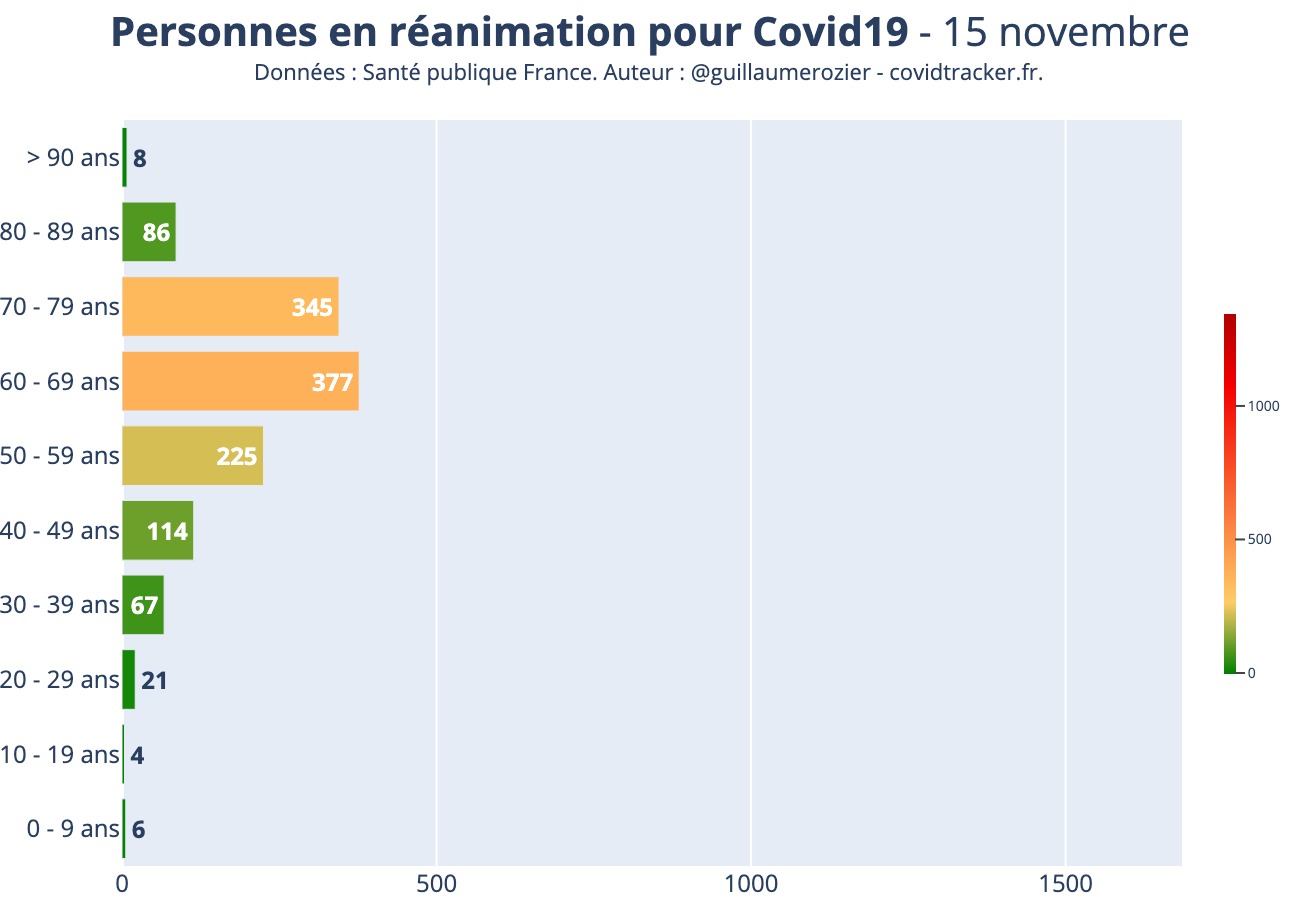 Personnes en réanimation pour Covid19 - 15 novembre
Données : Santé publique France. Auteur : @guillaumerozier - covidtracker.fr.
> 90 ans 8
80 - 89 ans 86
70 - 79 ans 345
60 - 69 ans 377
50 - 59 ans 225
40 - 49 ans 114
30 - 39 ans 67
20 - 29 ans 21
10 - 19 ans 4
0 - 9 ans 6
0 500 1000 1500
1000
500
0